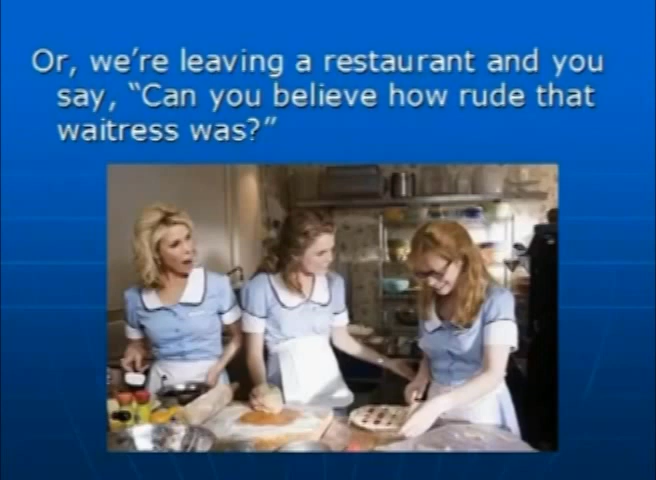 Or, we're leaving a restaurant and you
say, “Can you believe how rude that
waitress was?”